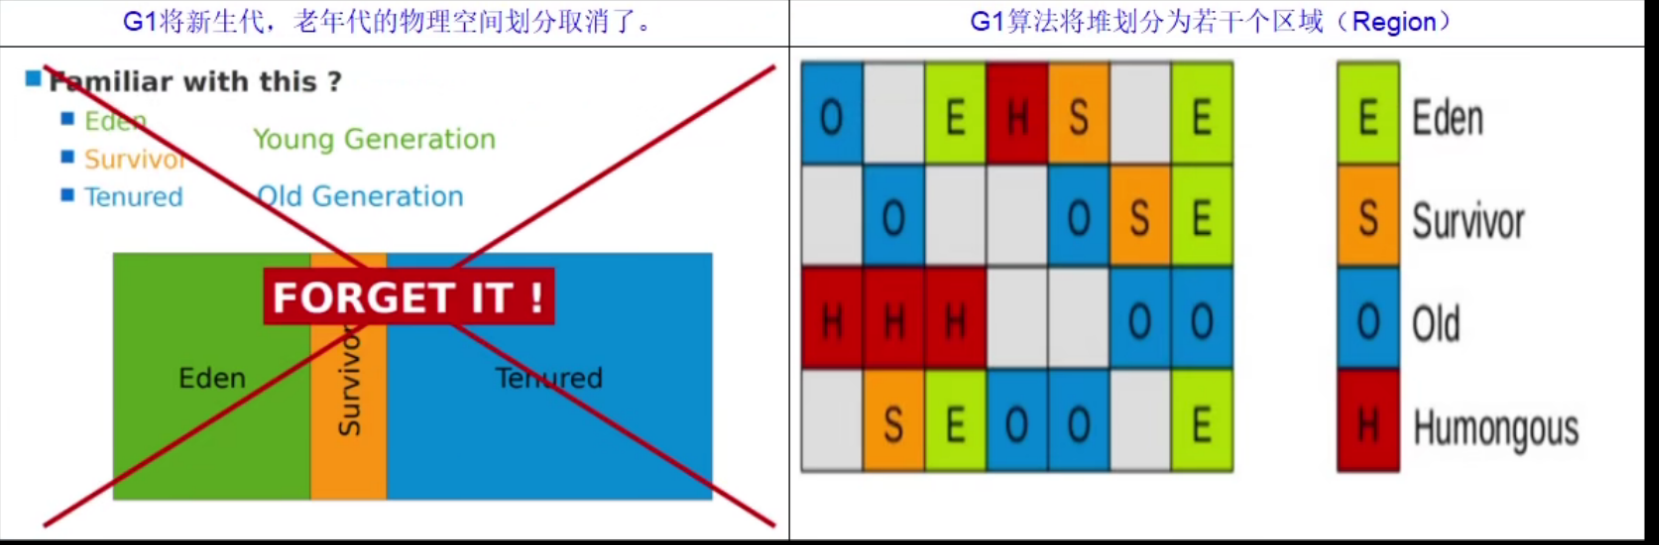 G1将新生代，老年代的物理空间划分取消了。
Familiar with this ?
Eden
Survivor
Tenured
Young Generation
Old Generation
FORGET IT !
Eden
Survivor
Tenured
G1算法将堆划分为若干个区域（Region）
O E H S E
O O S E
H H H O O
S E O O E
E Eden
S Survivor
O Old
H Humongous